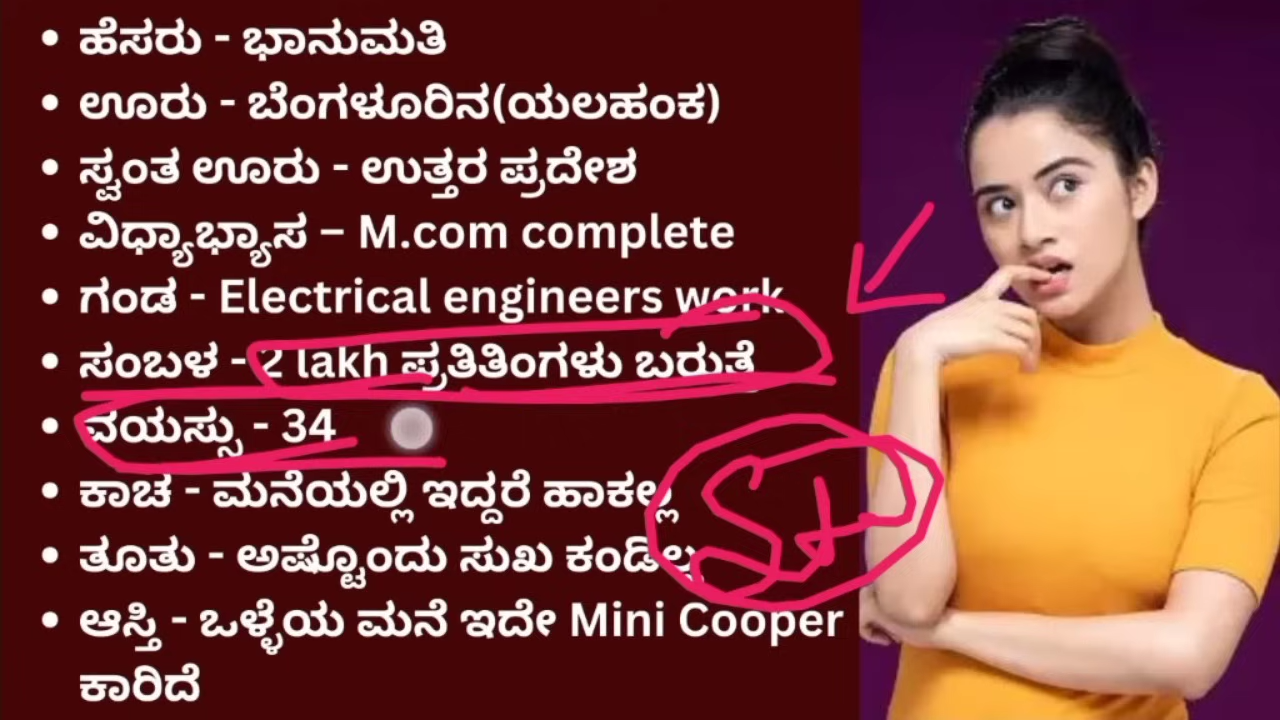 • ಹೆಸರು - ಭಾನುಮತಿ
• ಊರು - ಬೆಂಗಳೂರಿನ(ಯಲಹಂಕ)
• ಸ್ವಂತ ಊರು - ಉತ್ತರ ಪ್ರದೇಶ
• ವಿಧ್ಯಾಭ್ಯಾಸ – M.com complete
• ಗಂಡ - Electrical engineers work
• ಸಂಬಳ - 2 lakh ಪ್ರತಿತಿಂಗಳು ಬರುತ್ತೆ
• ವಯಸ್ಸು - 34
• ಕಾಚ - ಮನೆಯಲ್ಲಿ ಇದ್ದರೆ ಹಾಕಲ್ಲ
• ತೂತು - ಅಷ್ಟೊಂದು ಸುಖ ಕಂಡಿಲ್ಲ
• ಆಸ್ತಿ - ಒಳ್ಳೆಯ ಮನೆ ಇದೇ Mini Cooper
ಕಾರಿದೆ